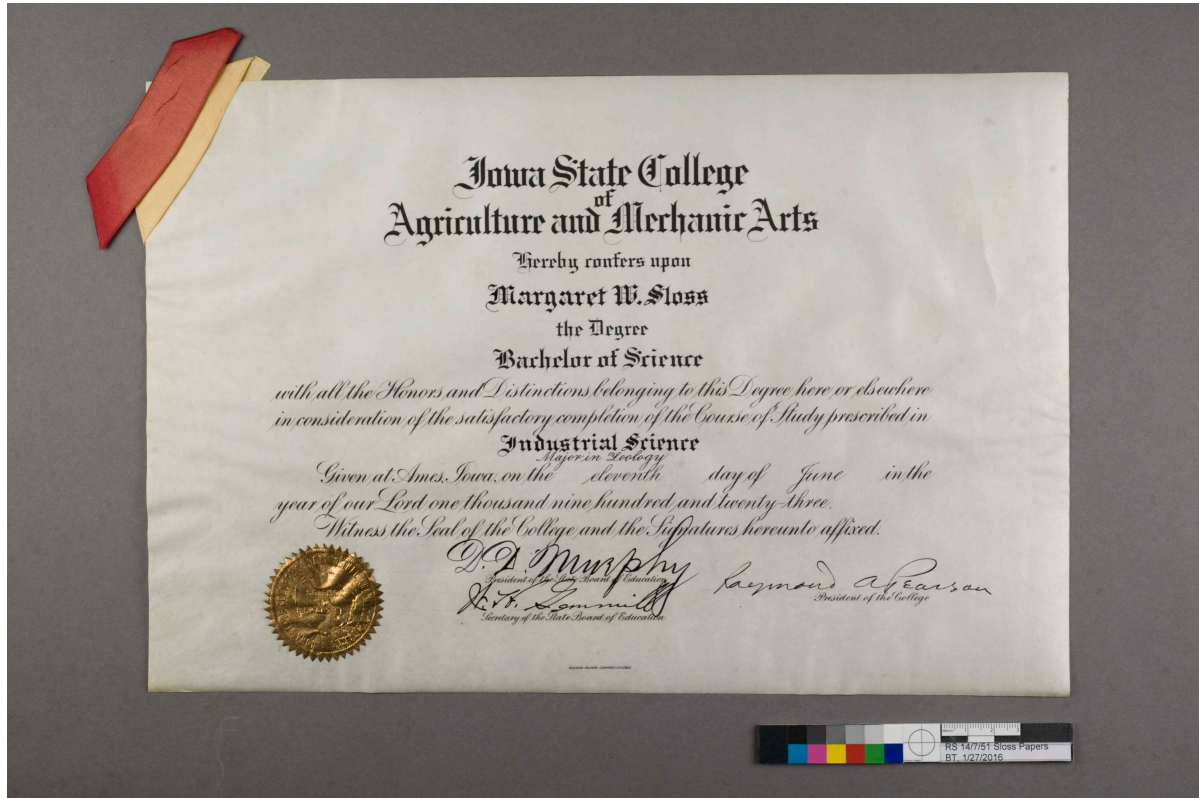 Iowa State College
of
Agriculture and Mechanic Arts
Hereby confers upon
Margaret W. Sloss
the Degree
Bachelor of Science
with all the Honors and Distinctions belonging to this Degree here or elsewhere
in consideration of the satisfactory completion of the Course of Study prescribed in
Industrial Science
Major in Zoology
Given at Ames, Iowa, on the eleventh day of June in the
year of our Lord one thousand nine hundred and twenty-three.
Witness the Seal of the College and the Signatures hereunto affixed.
D. D. Murphy
President of the State Board of Education
Raymond A Pearson
President of the College
Secretary of the State Board of Education
RS 14/7/51 Sloss Papers
BT, 1/27/2016